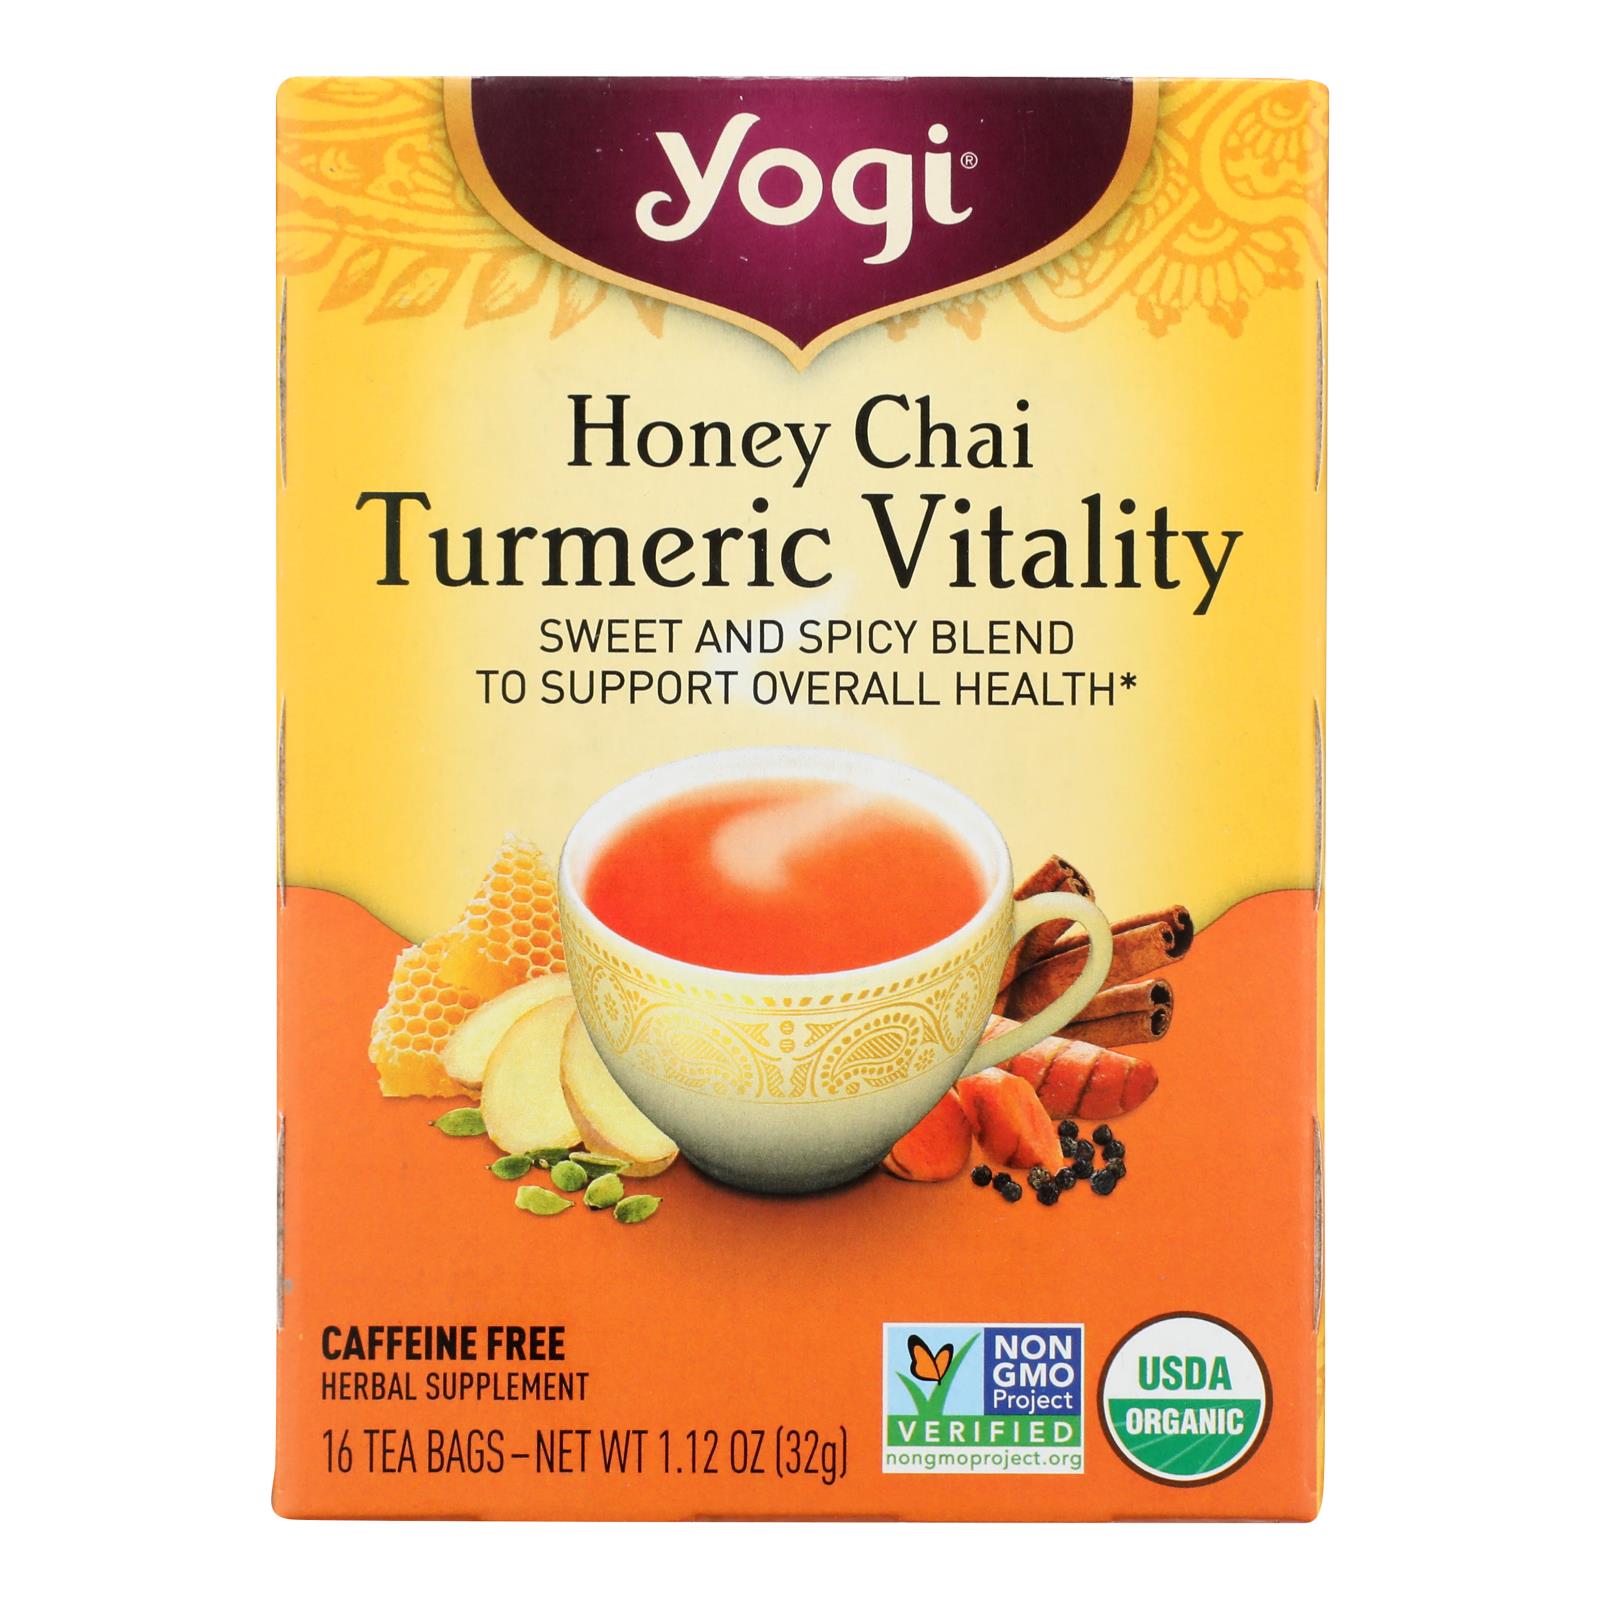 yogi®
Honey Chai
Turmeric Vitality
SWEET AND SPICY BLEND
TO SUPPORT OVERALL HEALTH*
CAFFEINE FREE
HERBAL SUPPLEMENT
16 TEA BAGS – NET WT 1.12 OZ (32g)
NON
GMO
Project
VERIFIED
nongmoproject.org
USDA
ORGANIC